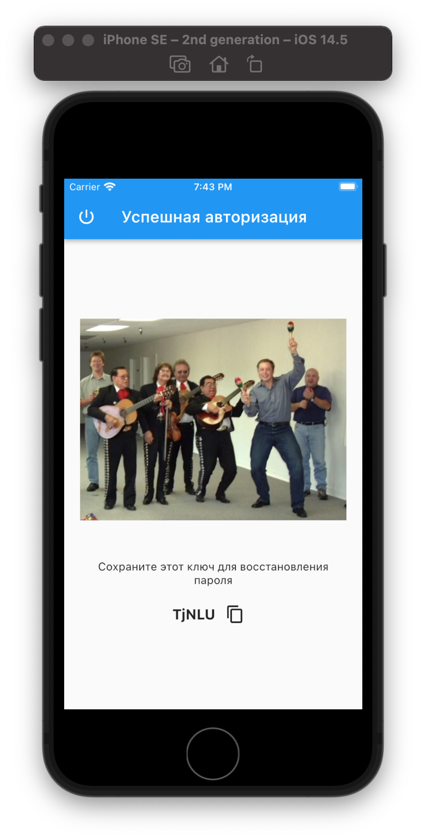 iPhone SE – 2nd generation – iOS 14.5
Carrier 7:43 PM
Успешная авторизация
Сохраните этот ключ для восстановления
пароля
TjNLU